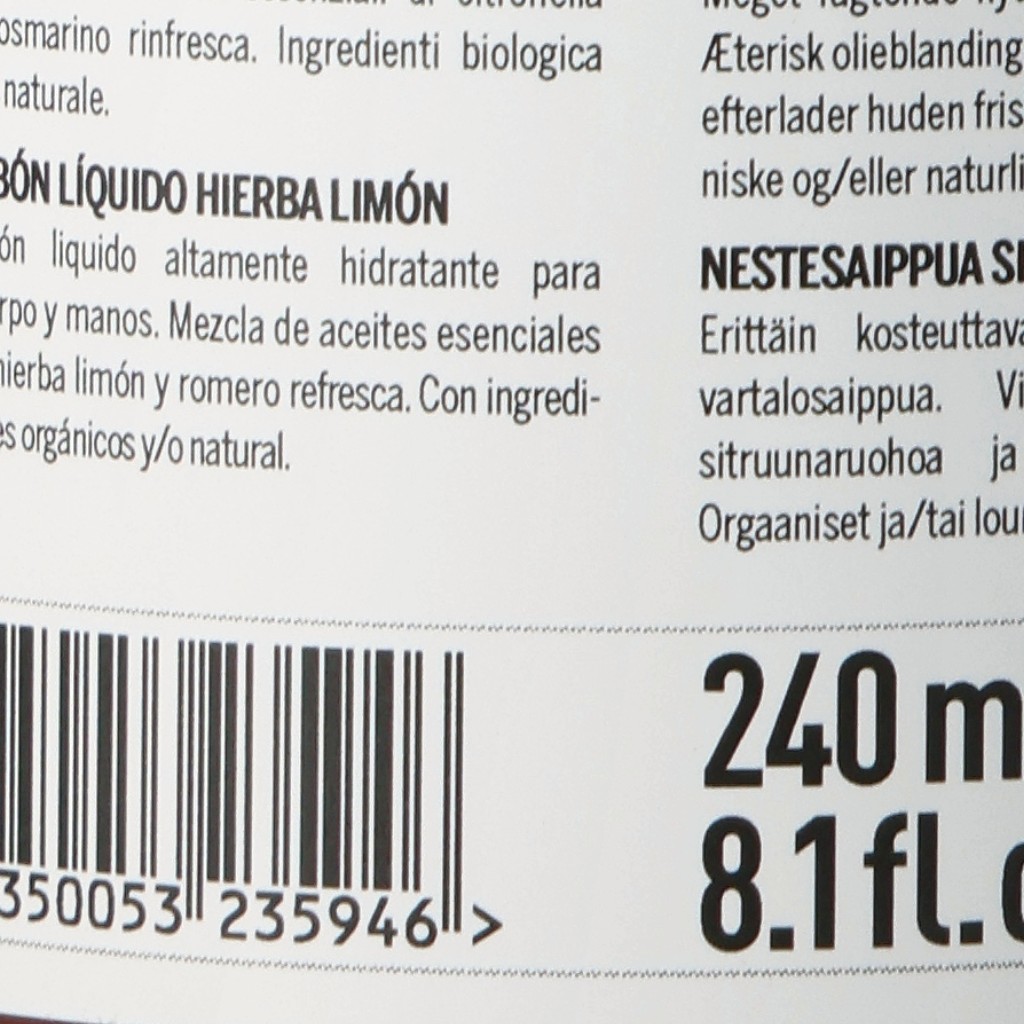 osmarino rinfresca. Ingredienti biologica
naturale.
BÓN LÍQUIDO HIERBA LIMÓN
ón liquido altamente hidratante para
rpo y manos. Mezcla de aceites esenciales
hierba limón y romero refresca. Con ingredi-
es orgánicos y/o natural.
350053 235946 >
Æterisk olieblanding
efterlader huden fris
niske og/eller naturli
NESTESAIPPUA SI
Erittäin kosteuttava
vartalosaippua. Vi
sitruunaruohoa ja
Orgaaniset ja/tai lou
240 m
8.1 fl.